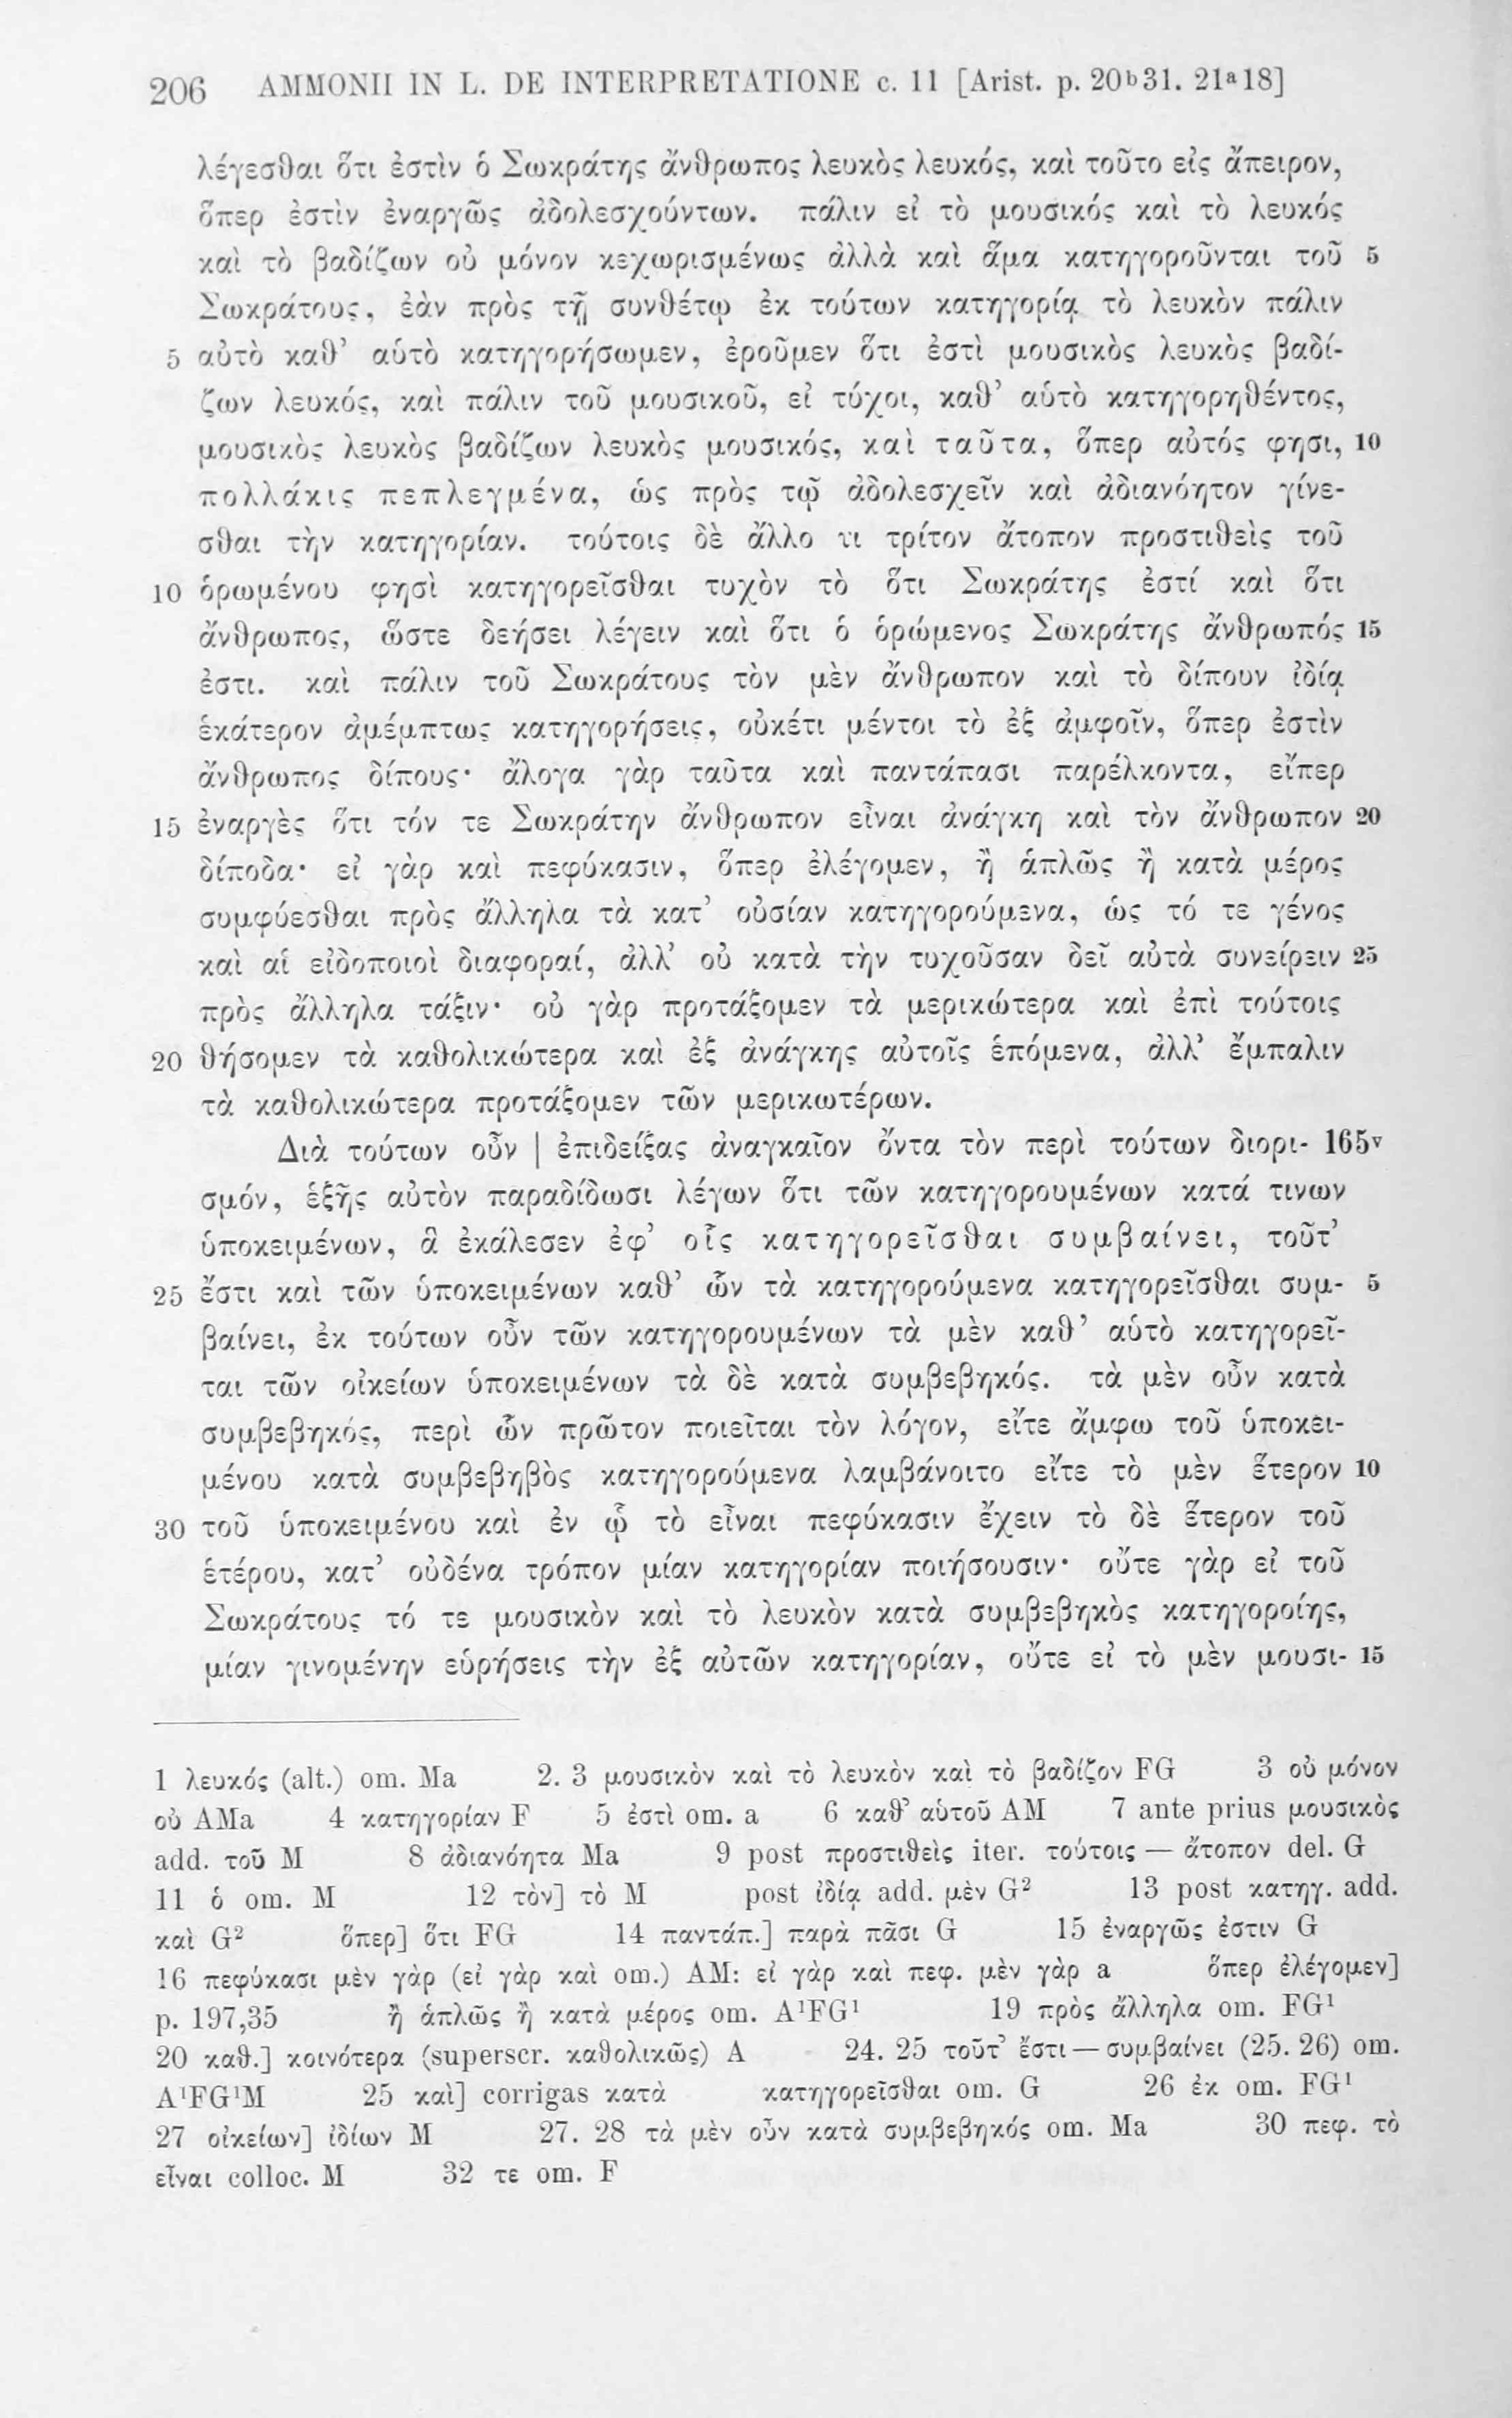 206 AMMONII IN L. DE INTERPRETATIONE c. 11 [Arist. p. 20ᵇ31. 21ᵃ18]
λέγεσθαι ὅτι ἐστὶν ὁ Σωκράτης ἄνθρωπος λευκὸς λευκός, καὶ τοῦτο εἰς ἄπειρον,
ὅπερ ἐστὶν ἐναργῶς ἀδολεσχούντων. πάλιν εἰ τὸ μουσικός καὶ τὸ λευκός
καὶ τὸ βαδίζων οὐ μόνον κεχωρισμένως ἀλλὰ καὶ ἅμα κατηγοροῦνται τοῦ 5
Σωκράτους, ἐὰν πρὸς τῇ συνθέτῳ ἐκ τούτων κατηγορίᾳ τὸ λευκὸν πάλιν
5 αὐτὸ καθ' αὑτὸ κατηγορήσωμεν, ἐροῦμεν ὅτι ἐστὶ μουσικὸς λευκὸς βαδί-
ζων λευκός, καὶ πάλιν τοῦ μουσικοῦ, εἰ τύχοι, καθ' αὑτὸ κατηγορηθέντος,
μουσικὸς λευκὸς βαδίζων λευκὸς μουσικός, καὶ ταῦτα, ὅπερ αὐτός φησι, 10
πολλάκις πεπλεγμένα, ὡς πρὸς τῷ ἀδολεσχεῖν καὶ ἀδιανόητον γίνε-
σθαι τὴν κατηγορίαν. τούτοις δὲ ἄλλο τι τρίτον ἄτοπον προστιθεὶς τοῦ
10 ὁρωμένου φησὶ κατηγορεῖσθαι τυχὸν τὸ ὅτι Σωκράτης ἐστί καὶ ὅτι
ἄνθρωπος, ὥστε δεήσει λέγειν καὶ ὅτι ὁ ὁρώμενος Σωκράτης ἄνθρωπός 15
ἐστι. καὶ πάλιν τοῦ Σωκράτους τὸν μὲν ἄνθρωπον καὶ τὸ δίπουν ἰδίᾳ
ἑκάτερον ἀμέμπτως κατηγορήσεις, οὐκέτι μέντοι τὸ ἐξ ἀμφοῖν, ὅπερ ἐστὶν
ἄνθρωπος δίπους· ἄλογα γὰρ ταῦτα καὶ παντάπασι παρέλκοντα, εἴπερ
15 ἐναργὲς ὅτι τόν τε Σωκράτην ἄνθρωπον εἶναι ἀνάγκη καὶ τὸν ἄνθρωπον 20
δίποδα· εἰ γὰρ καὶ πεφύκασιν, ὅπερ ἐλέγομεν, ἢ ἁπλῶς ἢ κατὰ μέρος
συμφύεσθαι πρὸς ἄλληλα τὰ κατ' οὐσίαν κατηγορούμενα, ὡς τό τε γένος
καὶ αἱ εἰδοποιοὶ διαφοραί, ἀλλ' οὐ κατὰ τὴν τυχοῦσαν δεῖ αὐτὰ συνείρειν 25
πρὸς ἄλληλα τάξιν· οὐ γὰρ προτάξομεν τὰ μερικώτερα καὶ ἐπὶ τούτοις
20 θήσομεν τὰ καθολικώτερα καὶ ἐξ ἀνάγκης αὐτοῖς ἑπόμενα, ἀλλ' ἔμπαλιν
τὰ καθολικώτερα προτάξομεν τῶν μερικωτέρων.
Διὰ τούτων οὖν | ἐπιδείξας ἀναγκαῖον ὄντα τὸν περὶ τούτων διορι- 165ᵛ
σμόν, ἑξῆς αὐτὸν παραδίδωσι λέγων ὅτι τῶν κατηγορουμένων κατά τινων
ὑποκειμένων, ἃ ἐκάλεσεν ἐφ' οἷς κατηγορεῖσθαι συμβαίνει, τοῦτ'
25 ἔστι καὶ τῶν ὑποκειμένων καθ' ὧν τὰ κατηγορούμενα κατηγορεῖσθαι συμ- 5
βαίνει, ἐκ τούτων οὖν τῶν κατηγορουμένων τὰ μὲν καθ' αὑτὸ κατηγορεῖ-
ται τῶν οἰκείων ὑποκειμένων τὰ δὲ κατὰ συμβεβηκός. τὰ μὲν οὖν κατὰ
συμβεβηκός, περὶ ὧν πρῶτον ποιεῖται τὸν λόγον, εἴτε ἄμφω τοῦ ὑποκει-
μένου κατὰ συμβεβηβὸς κατηγορούμενα λαμβάνοιτο εἴτε τὸ μὲν ἕτερον 10
30 τοῦ ὑποκειμένου καὶ ἐν ᾧ τὸ εἶναι πεφύκασιν ἔχειν τὸ δὲ ἕτερον τοῦ
ἑτέρου, κατ' οὐδένα τρόπον μίαν κατηγορίαν ποιήσουσιν· οὔτε γὰρ εἰ τοῦ
Σωκράτους τό τε μουσικὸν καὶ τὸ λευκὸν κατὰ συμβεβηκὸς κατηγοροίης,
μίαν γινομένην εὑρήσεις τὴν ἐξ αὐτῶν κατηγορίαν, οὔτε εἰ τὸ μὲν μουσι- 15
1 λευκός (alt.) om. Ma 2. 3 μουσικὸν καὶ τὸ λευκὸν καὶ τὸ βαδίζον FG 3 οὐ μόνον
οὐ AMa 4 κατηγορίαν F 5 ἐστὶ om. a 6 καθ' αὑτοῦ AM 7 ante prius μουσικὸς
add. τοῦ M 8 ἀδιανόητα Ma 9 post προστιθεὶς iter. τούτοις — ἄτοπον del. G
11 ὁ om. M 12 τὸν] τὸ M post ἰδίᾳ add. μὲν G² 13 post κατηγ. add.
καὶ G² ὅπερ] ὅτι FG 14 παντάπ.] παρὰ πᾶσι G 15 ἐναργῶς ἐστιν G
16 πεφύκασι μὲν γὰρ (εἰ γὰρ καὶ om.) AM: εἰ γὰρ καὶ πεφ. μὲν γὰρ a ὅπερ ἐλέγομεν]
p. 197,35 ἢ ἁπλῶς ἢ κατὰ μέρος om. A¹FG¹ 19 πρὸς ἄλληλα om. FG¹
20 καθ.] κοινότερα (superscr. καθολικῶς) A 24. 25 τοῦτ' ἔστι — συμβαίνει (25. 26) om.
A¹FG¹M 25 καὶ] corrigas κατὰ κατηγορεῖσθαι om. G 26 ἐκ om. FG¹
27 οἰκείων] ἰδίων M 27. 28 τὰ μὲν οὖν κατὰ συμβεβηκός om. Ma 30 πεφ. τὸ
εἶναι colloc. M 32 τε om. F